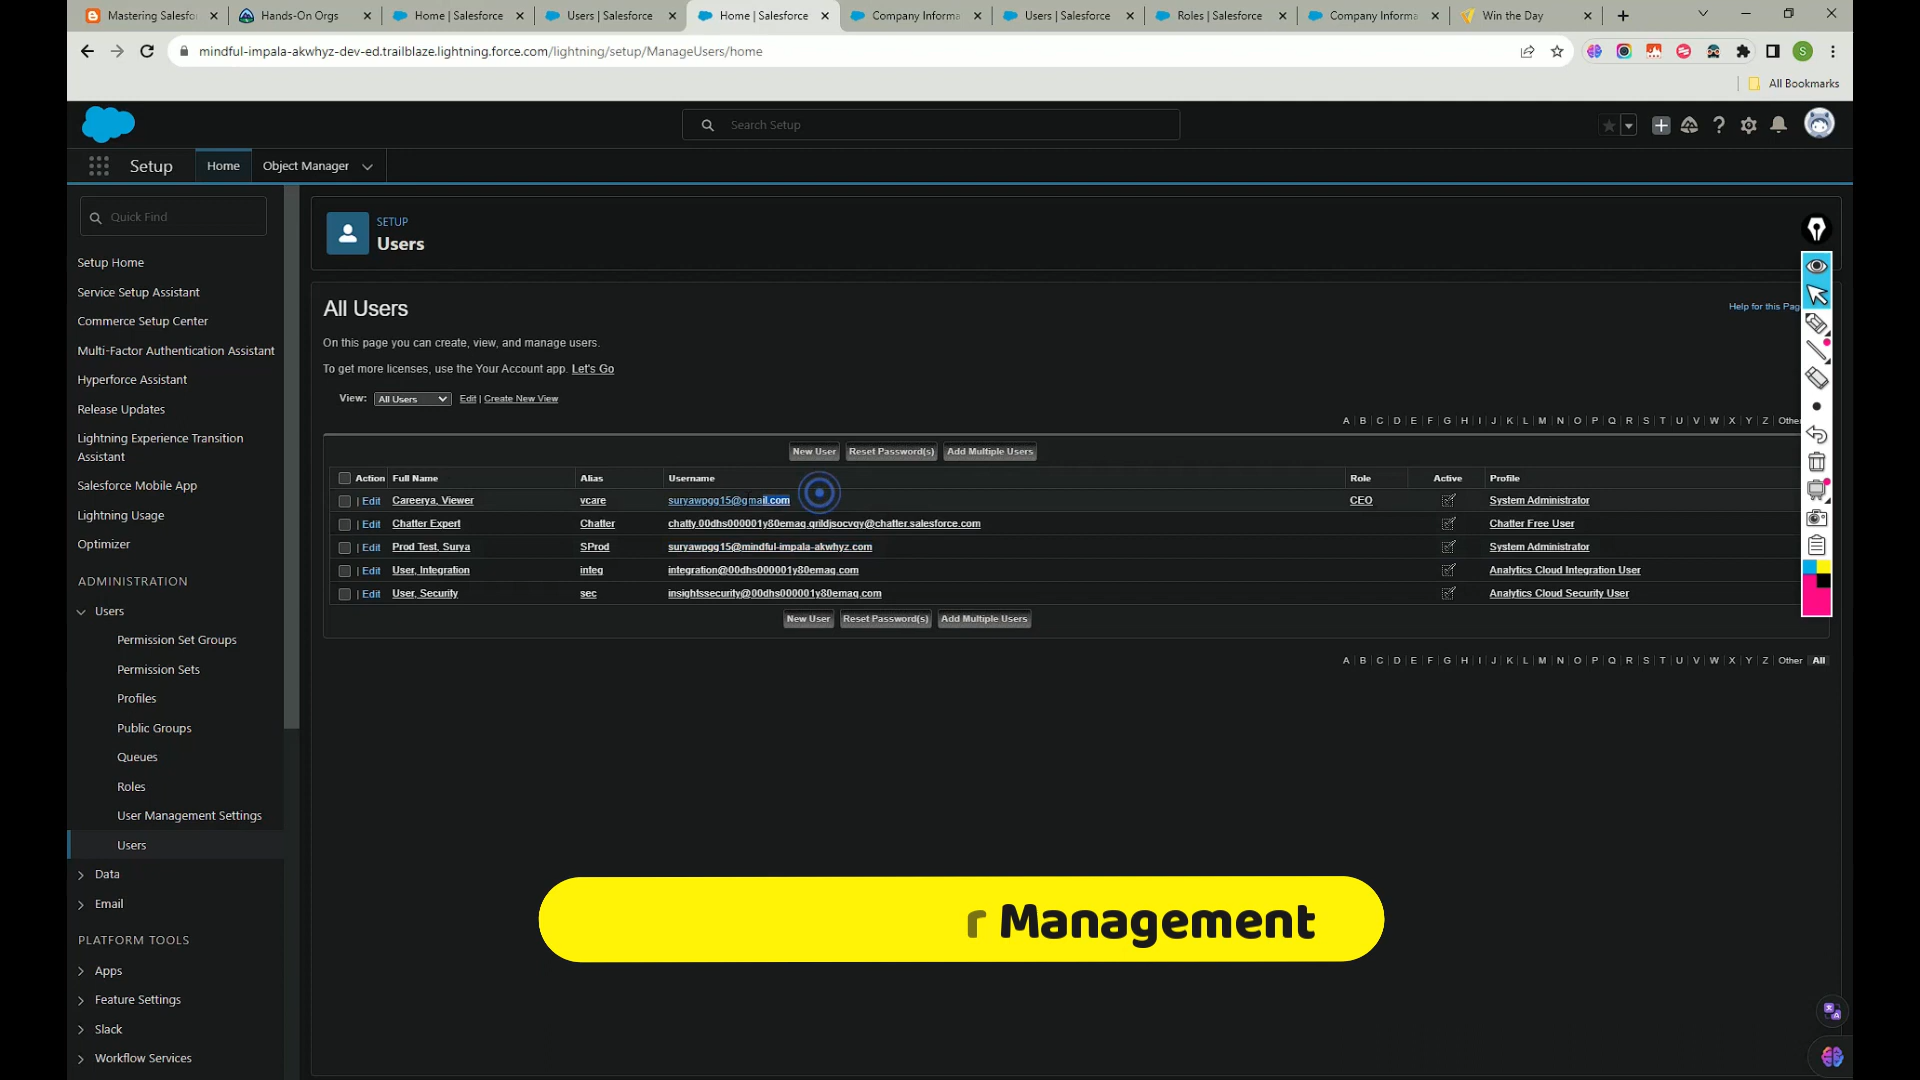 Mastering Salesfor
Hands-On Orgs
Home | Salesforce
Users | Salesforce
Home | Salesforce
Company Informa
Users | Salesforce
Roles | Salesforce
Company Informa
Win the Day
mindful-impala-akwhyz-dev-ed.trailblaze.lightning.force.com/lightning/setup/ManageUsers/home
S
All Bookmarks
Search Setup
Setup
Home
Object Manager
Quick Find
Setup Home
Service Setup Assistant
Commerce Setup Center
Multi-Factor Authentication Assistant
Hyperforce Assistant
Release Updates
Lightning Experience Transition
Assistant
Salesforce Mobile App
Lightning Usage
Optimizer
ADMINISTRATION
Users
Permission Set Groups
Permission Sets
Profiles
Public Groups
Queues
Roles
User Management Settings
Users
Data
Email
PLATFORM TOOLS
Apps
Feature Settings
Slack
Workflow Services
SETUP
Users
All Users
Help for this Pag
On this page you can create, view, and manage users.
To get more licenses, use the Your Account app. Let's Go
View: All Users Edit | Create New View
A | B | C | D | E | F | G | H | I | J | K | L | M | N | O | P | Q | R | S | T | U | V | W | X | Y | Z | Other
New User Reset Password(s) Add Multiple Users
Action Full Name Alias Username Role Active Profile
| Edit Careerya, Viewer vcare suryawpgg15@gmail.com CEO System Administrator
| Edit Chatter Expert Chatter Chatter Free User
| Edit Prod Test, Surya SProd suryawpgg15@mindful-impala-akwhyz.com System Administrator
| Edit User, Integration integ integration@00dhs000001y80emaq.com Analytics Cloud Integration User
| Edit User, Security sec insightssecurity@00dhs000001y80emaq.com Analytics Cloud Security User
New User Reset Password(s) Add Multiple Users
A | B | C | D | E | F | G | H | I | J | K | L | M | N | O | P | Q | R | S | T | U | V | W | X | Y | Z | Other All
r Management